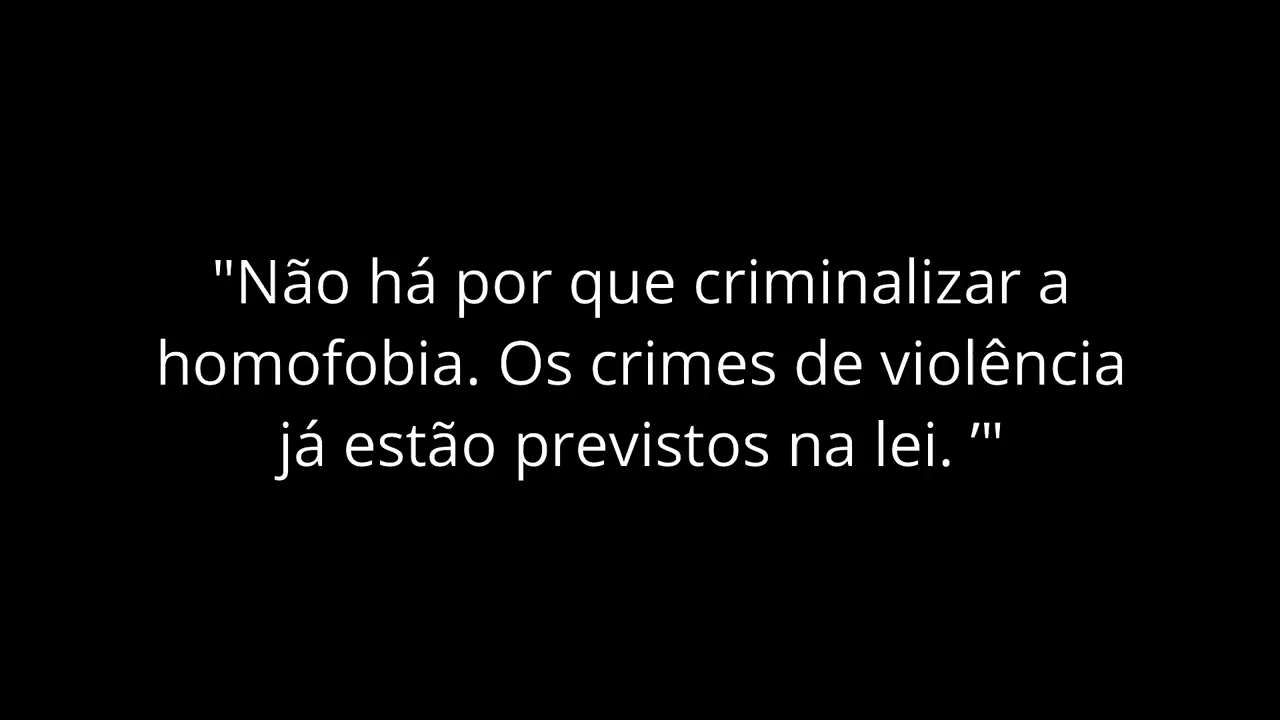 "Não há por que criminalizar a
homofobia. Os crimes de violência
já estão previstos na lei. ’"